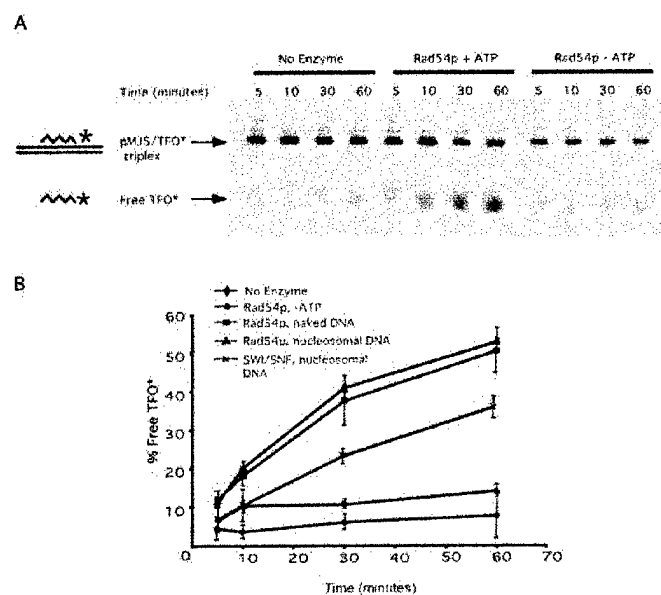 A
No Enzyme Rad54p + ATP Rad54p - ATP
Time (minutes) 5 10 30 60 5 10 30 60 5 10 30 60
pMJ5/TFO*
triplex
Free TFO*
B
No Enzyme
Rad54p, -ATP
Rad54p, naked DNA
Rad54p, nucleosomal DNA
SWI/SNF, nucleosomal
DNA
60
50
40
30
20
10
0 10 20 30 40 50 60 70
% Free TFO*
Time (minutes)